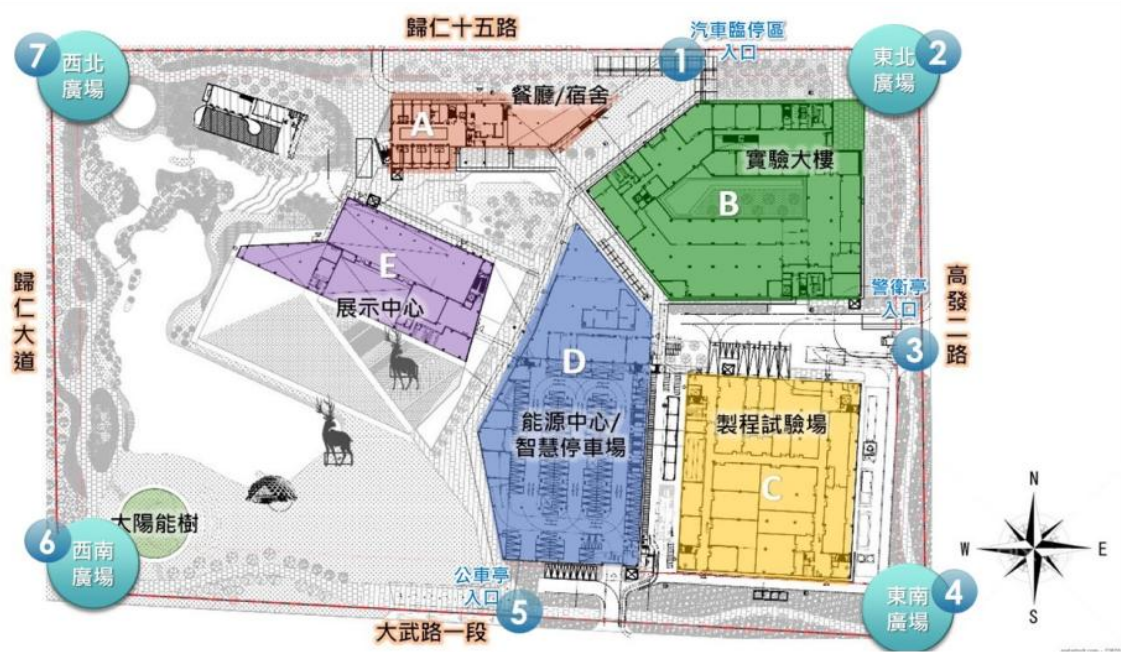 歸仁十五路
汽車臨停區
入口
1
2
東北
廣場
7
西北
廣場
餐廳/宿舍
A
實驗大樓
B
E
展示中心
歸仁大道
警衛亭
入口
3
高發二路
D
能源中心/
智慧停車場
製程試驗場
C
太陽能樹
6
西南
廣場
公車亭
入口
5
大武路一段
東南
廣場
4
N
W
E
S